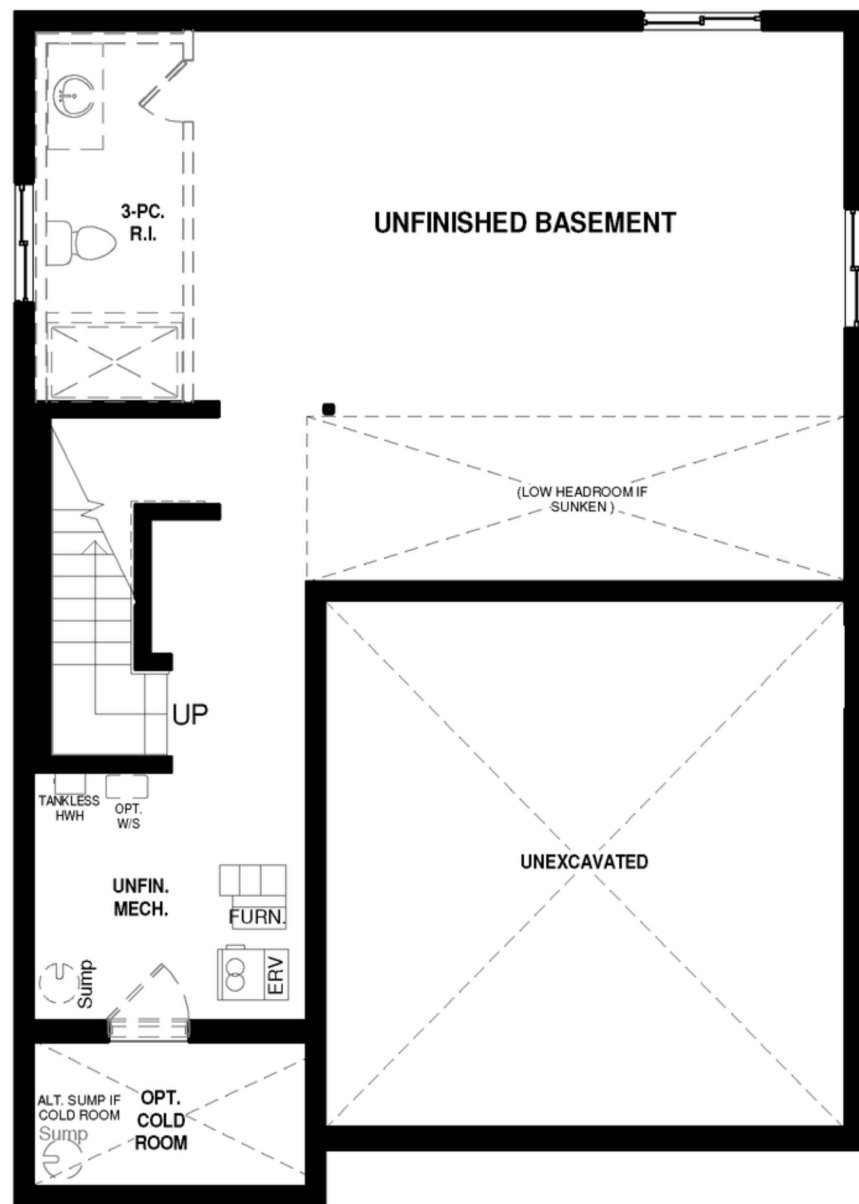 3-PC.
R.I.
UNFINISHED BASEMENT
(LOW HEADROOM IF
SUNKEN )
UP
TANKLESS
HWH
OPT.
W/S
UNFIN.
MECH.
FURN.
ERV
Sump
UNEXCAVATED
ALT. SUMP IF
COLD ROOM
Sump
OPT.
COLD
ROOM